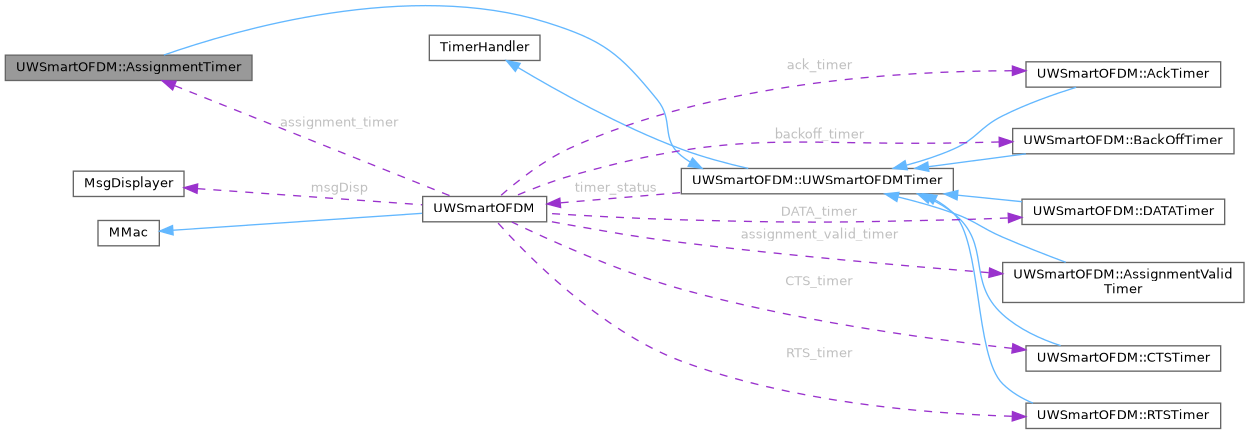 TimerHandler
UWSmartOFDM::AssignmentTimer
ack_timer
UWSmartOFDM::AckTimer
assignment_timer
backoff_timer
UWSmartOFDM::BackOffTimer
MsgDisplayer
msgDisp
timer_status
UWSmartOFDM::UWSmartOFDMTimer
UWSmartOFDM
DATA_timer
UWSmartOFDM::DATATimer
MMac
assignment_valid_timer
UWSmartOFDM::AssignmentValid
Timer
CTS_timer
UWSmartOFDM::CTSTimer
RTS_timer
UWSmartOFDM::RTSTimer